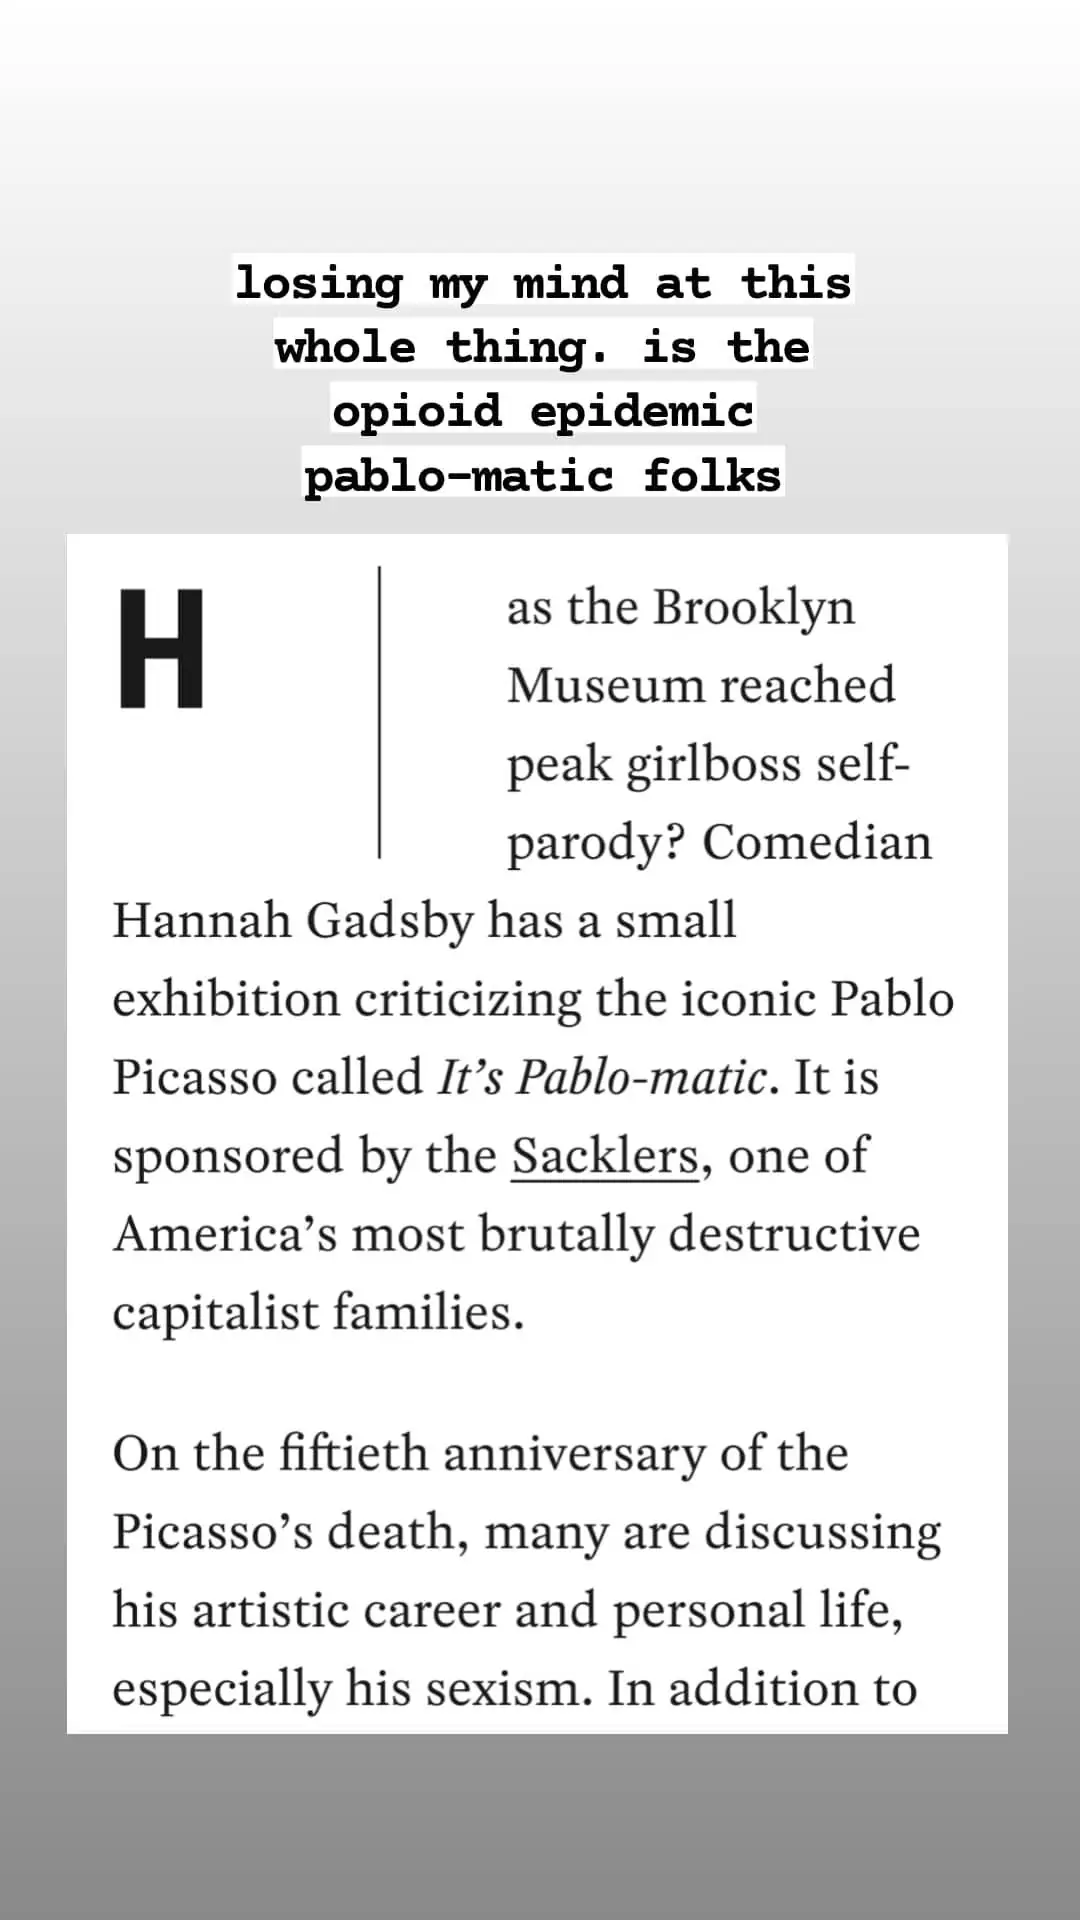 losing my mind at this
whole thing. is the
opioid epidemic
pablo-matic folks
H
as the Brooklyn
Museum reached
peak girlboss self-
parody? Comedian
Hannah Gadsby has a small
exhibition criticizing the iconic Pablo
Picasso called It’s Pablo-matic. It is
sponsored by the Sacklers, one of
America’s most brutally destructive
capitalist families.
On the fiftieth anniversary of the
Picasso’s death, many are discussing
his artistic career and personal life,
especially his sexism. In addition to